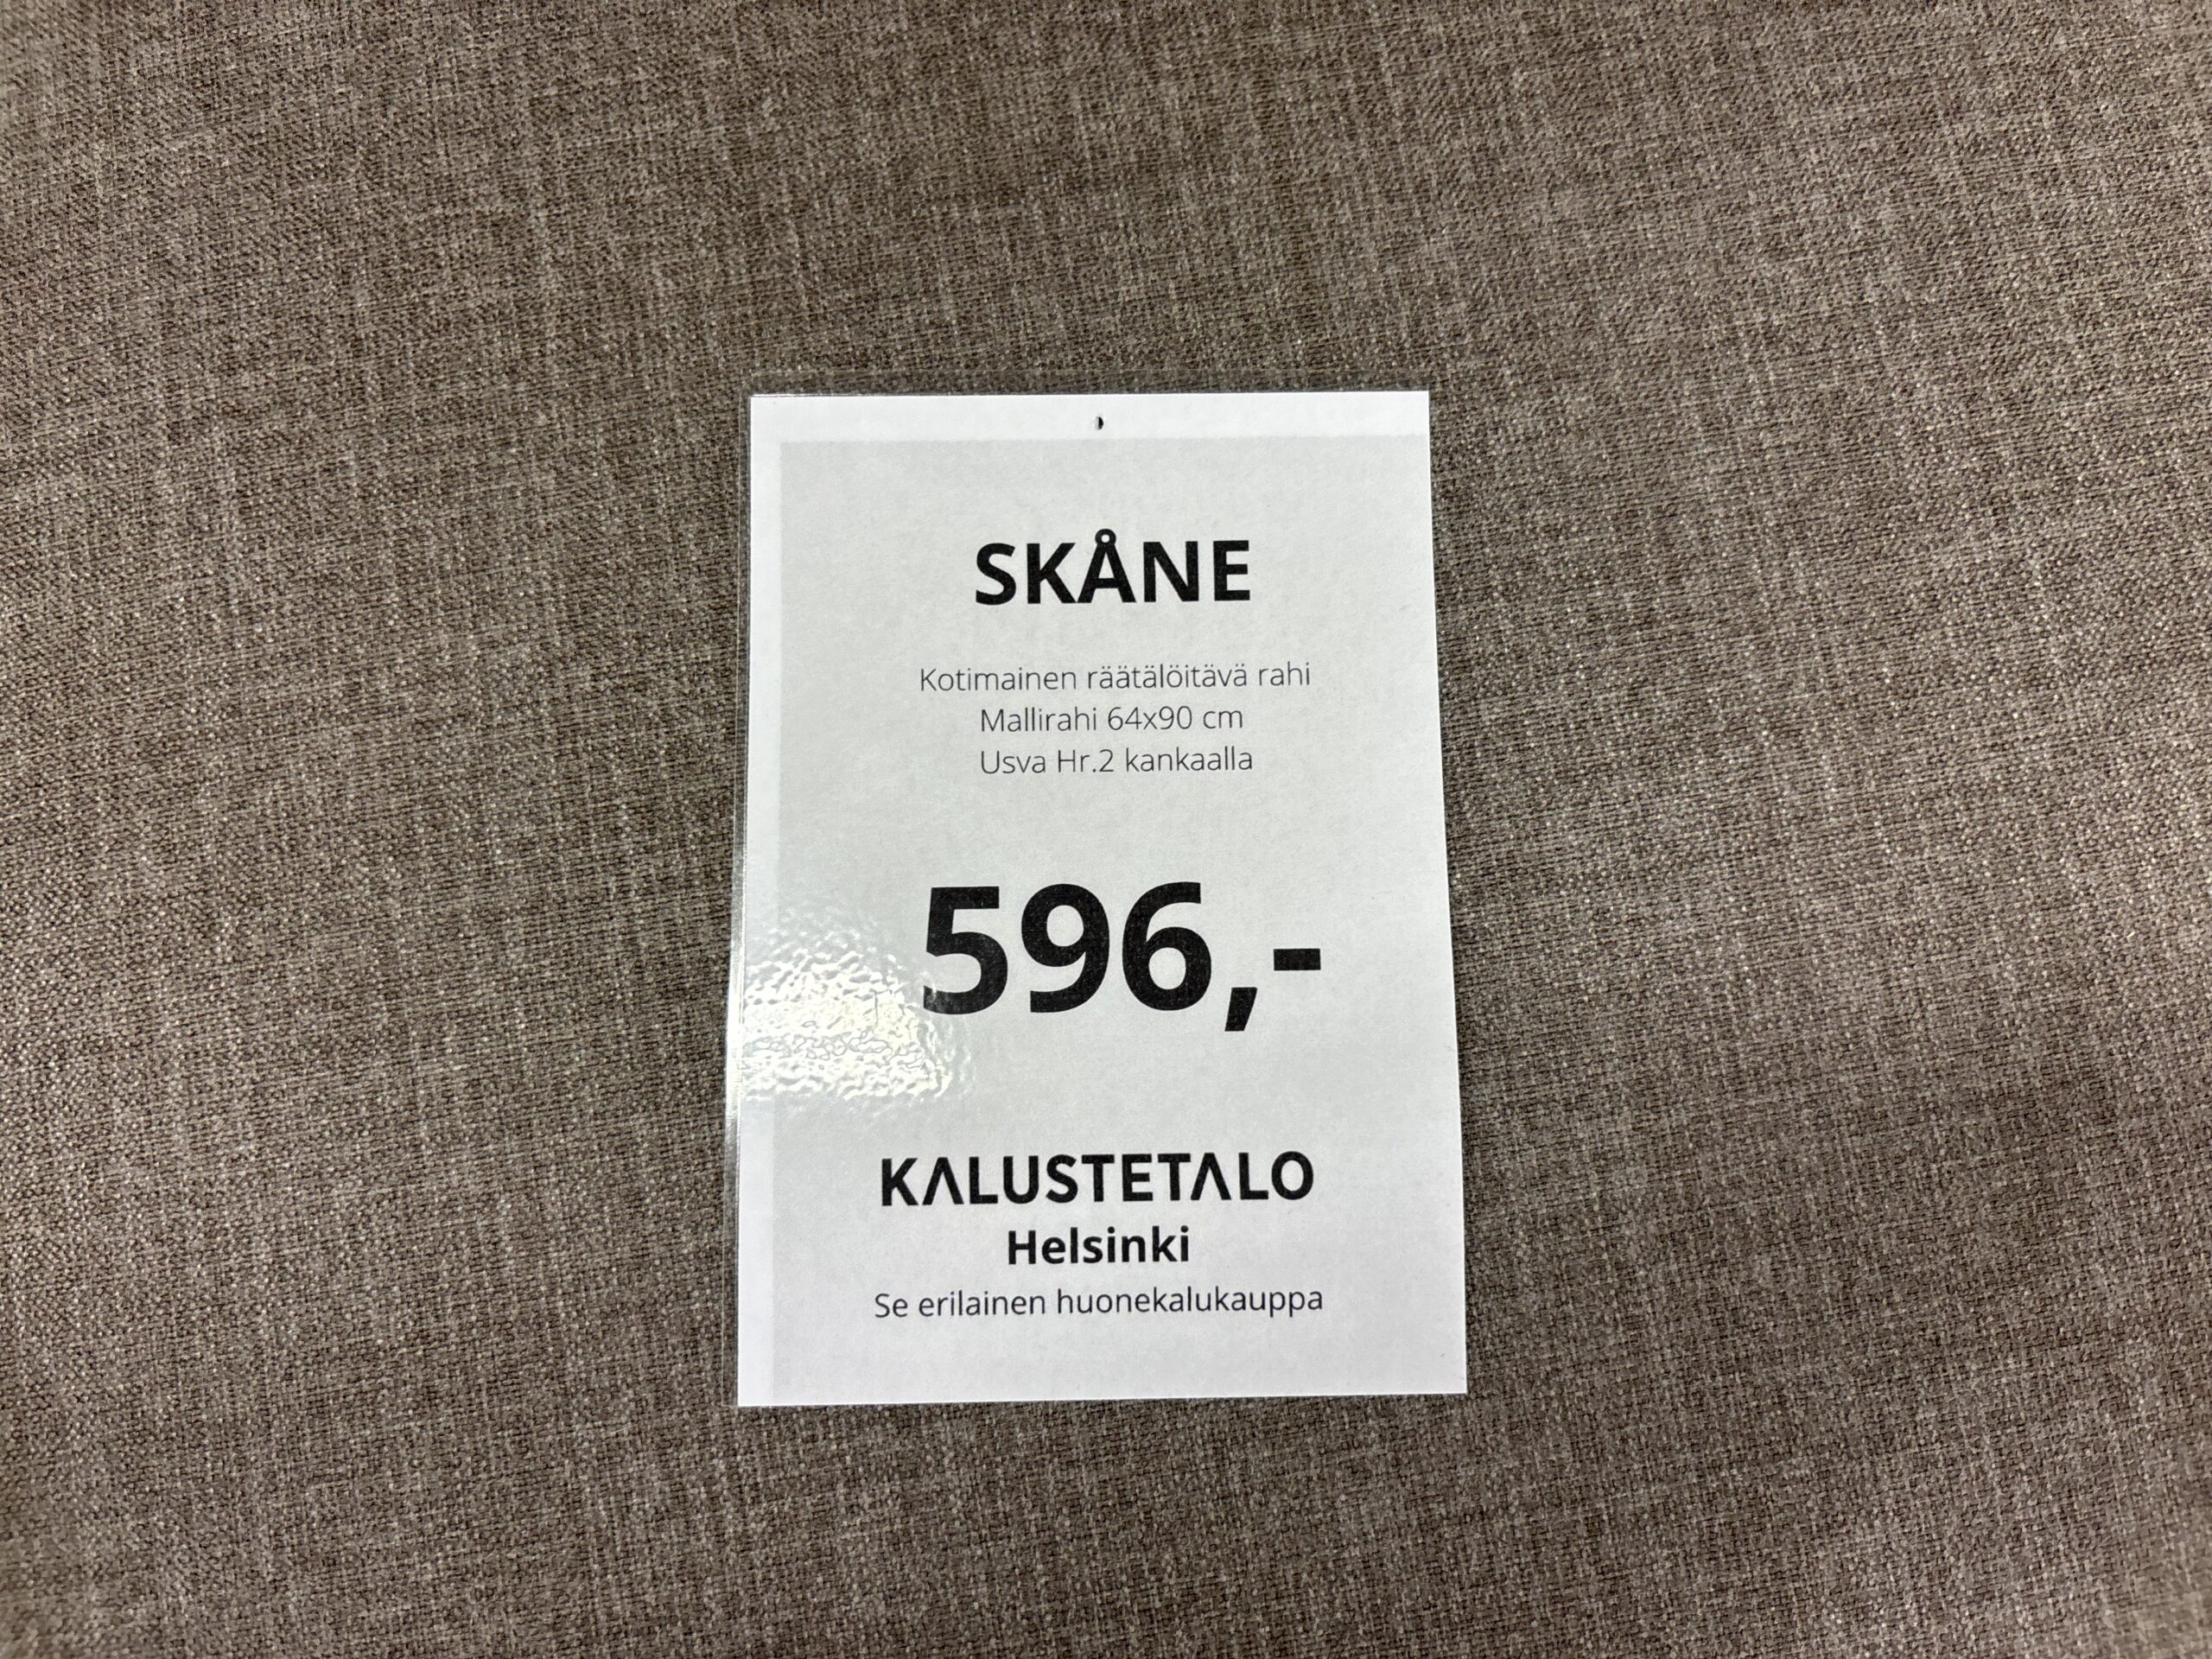 SKÅNE
Kotimainen räätälöitävä rahi
Mallirahi 64x90 cm
Usva Hr.2 kankaalla
596,-
KALUSTETALO
Helsinki
Se erilainen huonekalukauppa